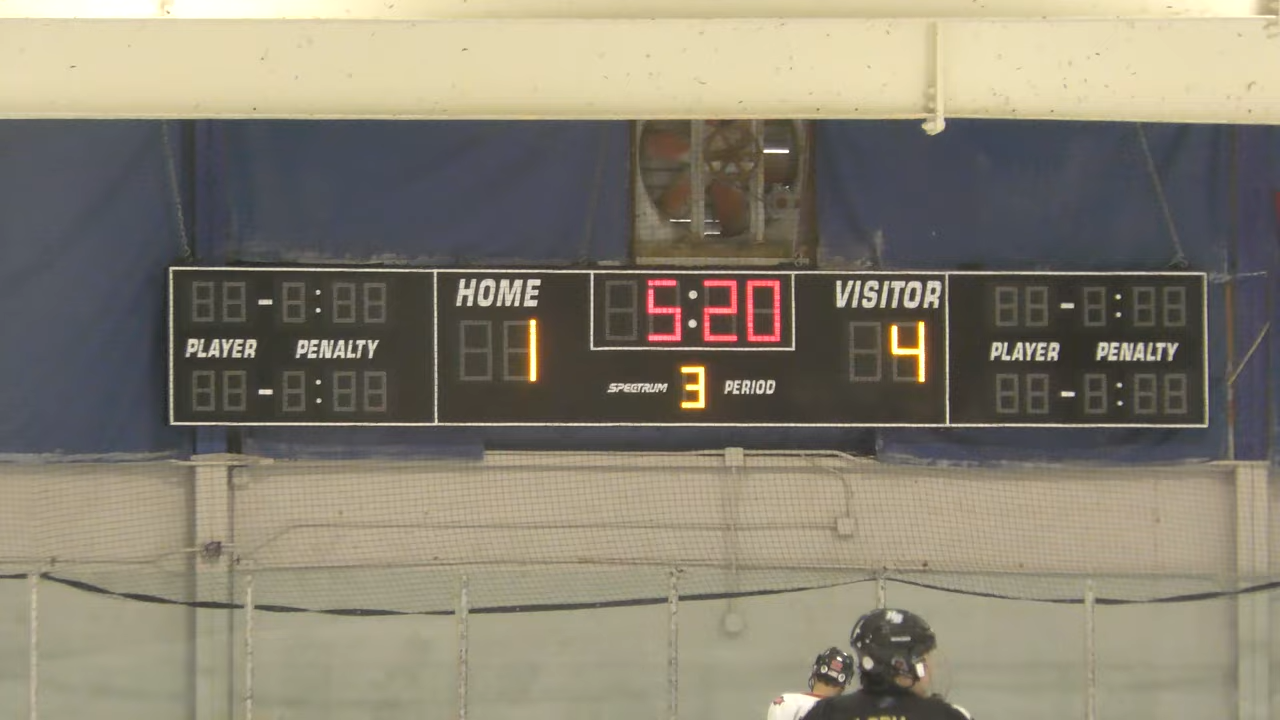 HOME 5:20 VISITOR
PLAYER PENALTY 1 4 PLAYER PENALTY
SPECTRUM 3 PERIOD